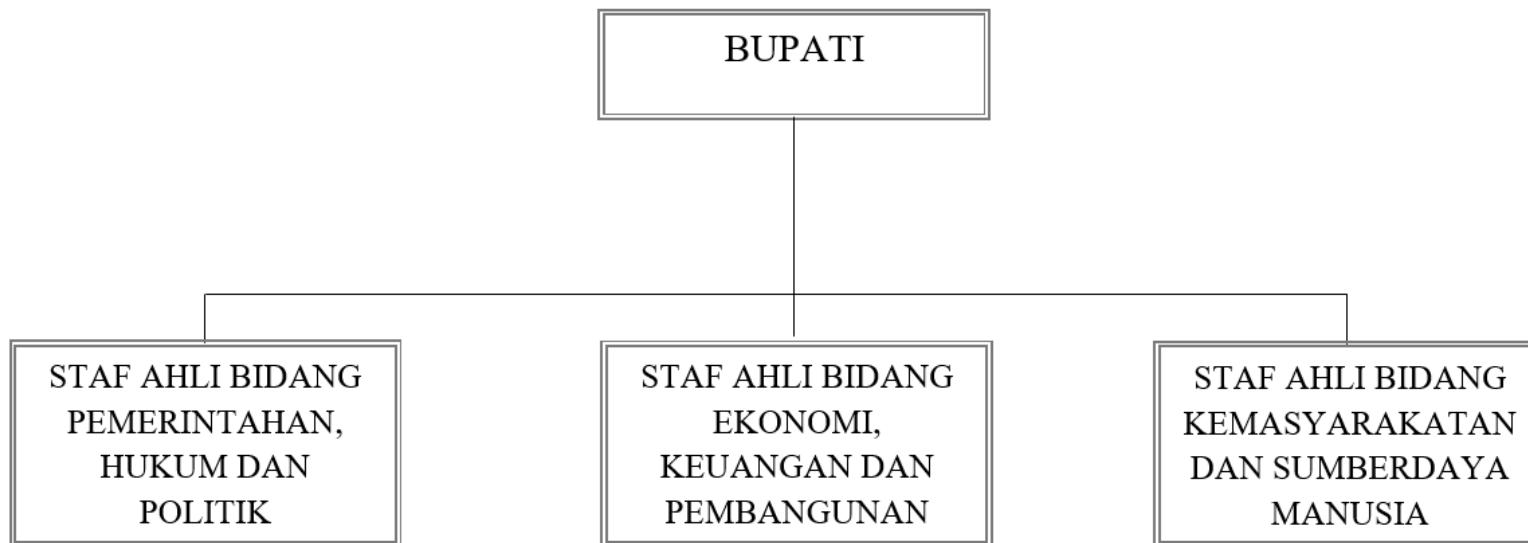 BUPATI
STAF AHLI BIDANG
PEMERINTAHAN,
HUKUM DAN
POLITIK
STAF AHLI BIDANG
EKONOMI,
KEUANGAN DAN
PEMBANGUNAN
STAF AHLI BIDANG
KEMASYARAKATAN
DAN SUMBERDAYA
MANUSIA